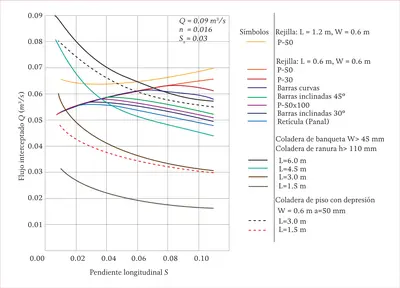 0.09
0.08
0.07
0.06
0.05
0.04
0.03
0.02
0.01
Flujo interceptado Q (m³/s)
0.00 0.02 0.04 0.06 0.08 0.10
Pendiente longitudinal S
Q = 0,09 m³/s
n = 0,016
Sₓ = 0.03
Símbolos
Rejilla: L = 1.2 m, W = 0.6 m
P-50
Rejilla: L = 0.6 m, W = 0.6 m
P-50
P-30
Barras curvas
Barras inclinadas 45º
P-50x100
Barras inclinadas 30º
Retícula (Panal)
Coladera de banqueta W> 45 mm
Coladera de ranura h> 110 mm
L=6.0 m
L=4.5 m
L=3.0 m
L=1.5 m
Coladera de piso con depresión
W = 0.6 m a=50 mm
L=3.0 m
L=1.5 m